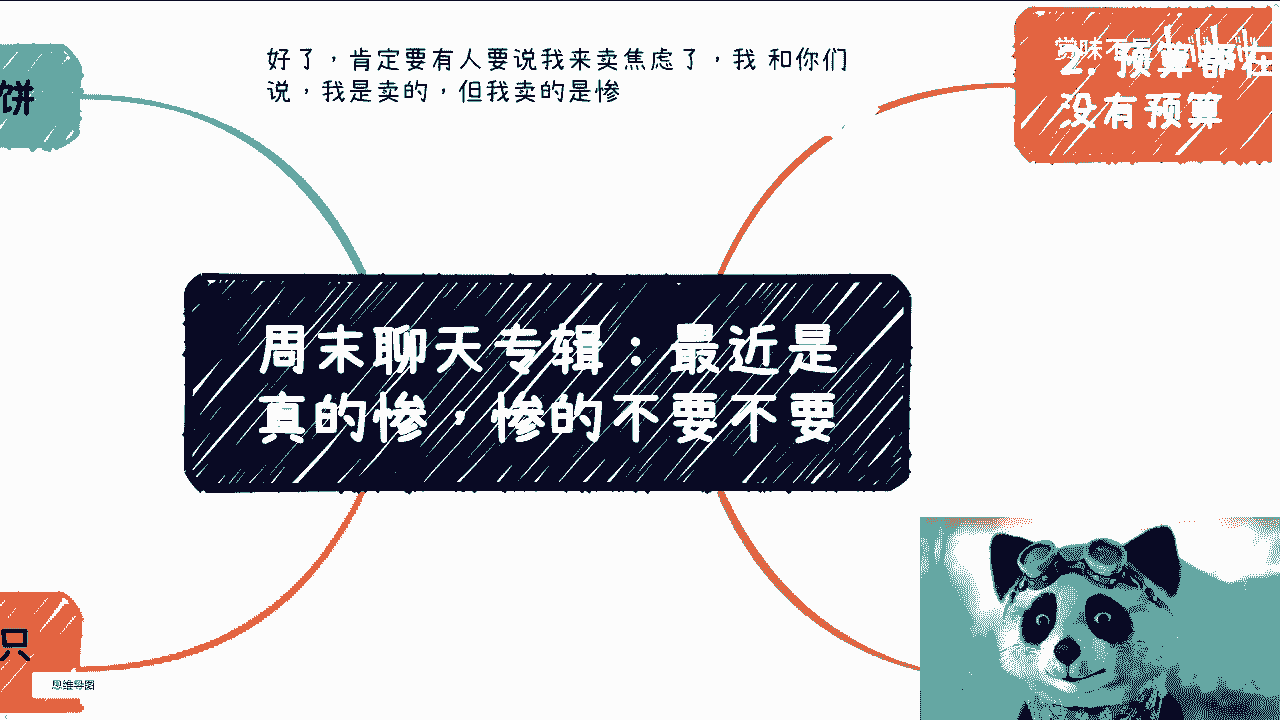 饼
好了，肯定要有人要说我来卖焦虑了，我 和你们
说，我是卖的，但我卖的是惨
2. 预算都在
没有预算
周末聊天专辑：最近是
真的惨，惨的不要不要
只
思维导图